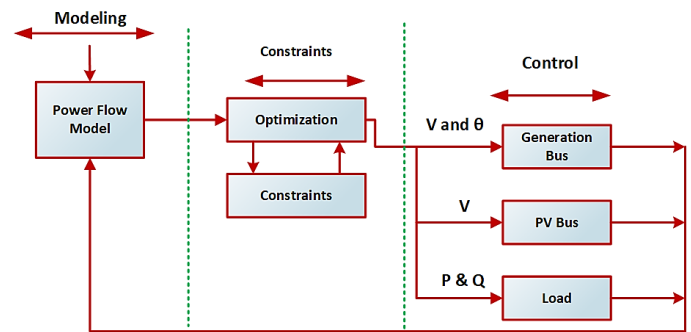 Modeling
Constraints
Control
Power Flow
Model
Optimization
Constraints
V and θ
Generation
Bus
V
PV Bus
P & Q
Load